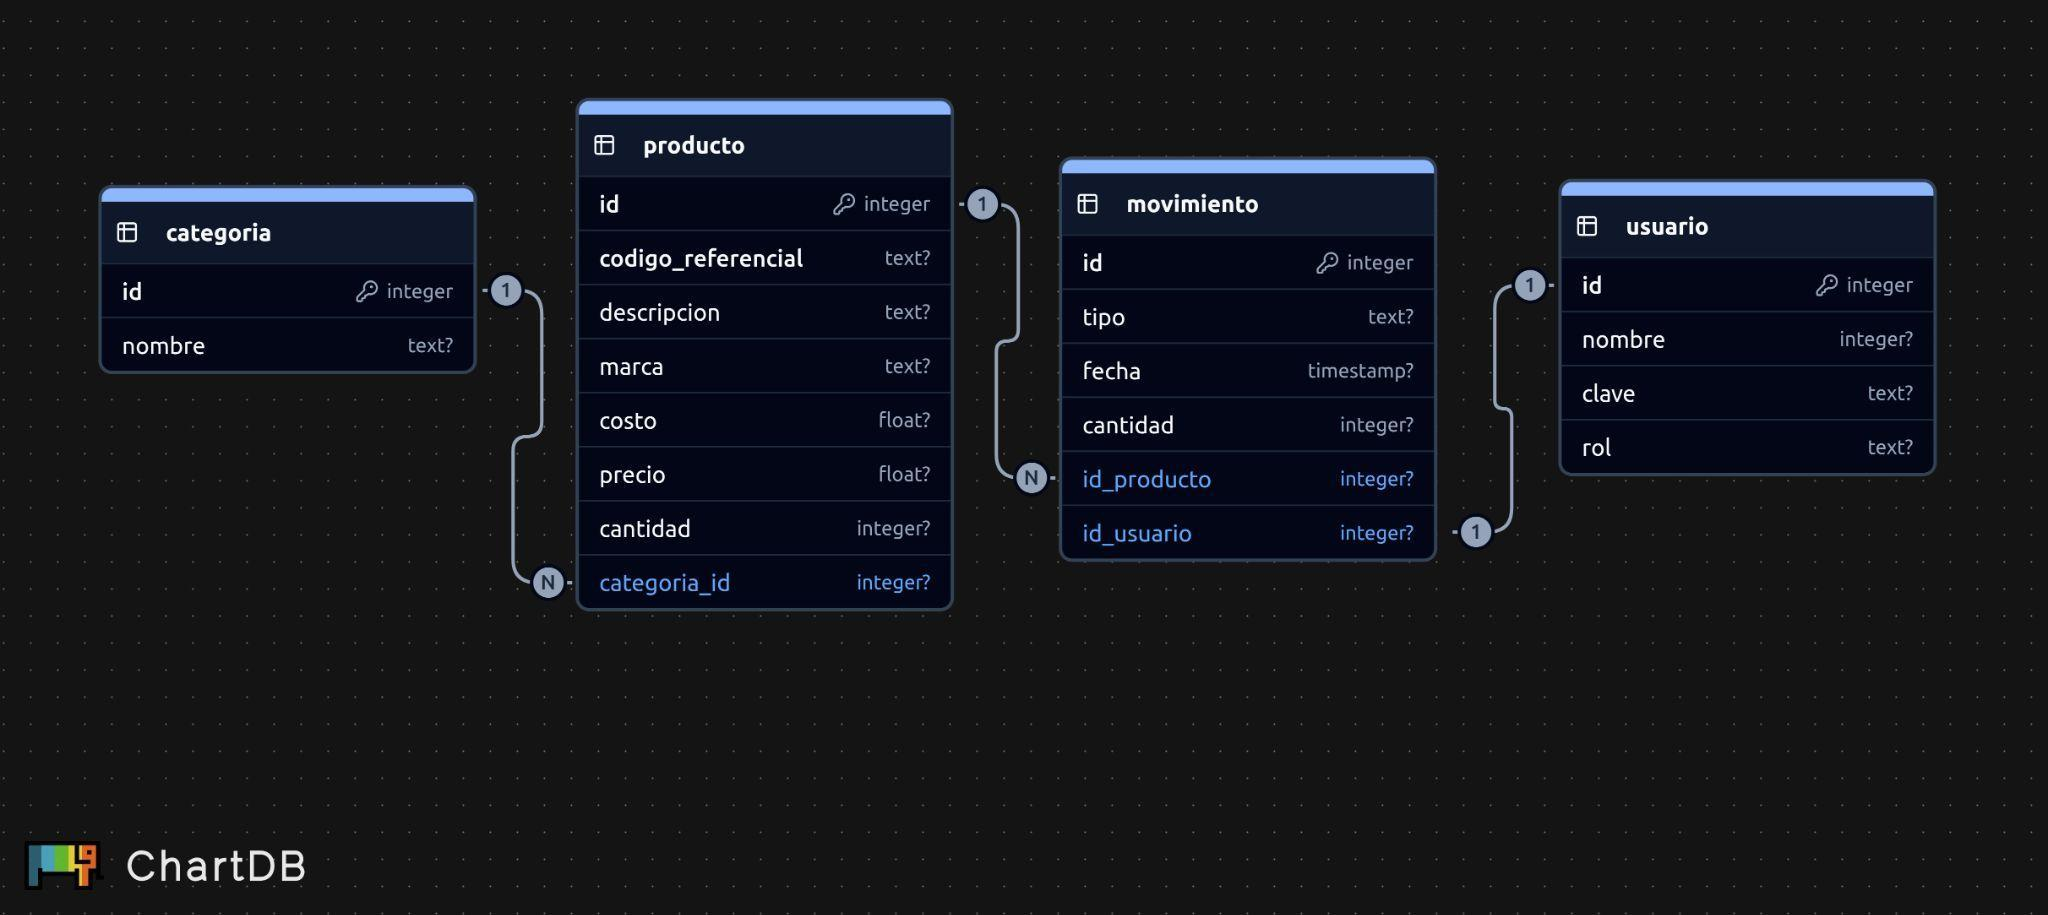 categoria
id integer
nombre text?
1
N
producto
id integer
codigo_referencial text?
descripcion text?
marca text?
costo float?
precio float?
cantidad integer?
categoria_id integer?
1
N
movimiento
id integer
tipo text?
fecha timestamp?
cantidad integer?
id_producto integer?
id_usuario integer?
1
1
usuario
id integer
nombre integer?
clave text?
rol text?
ChartDB